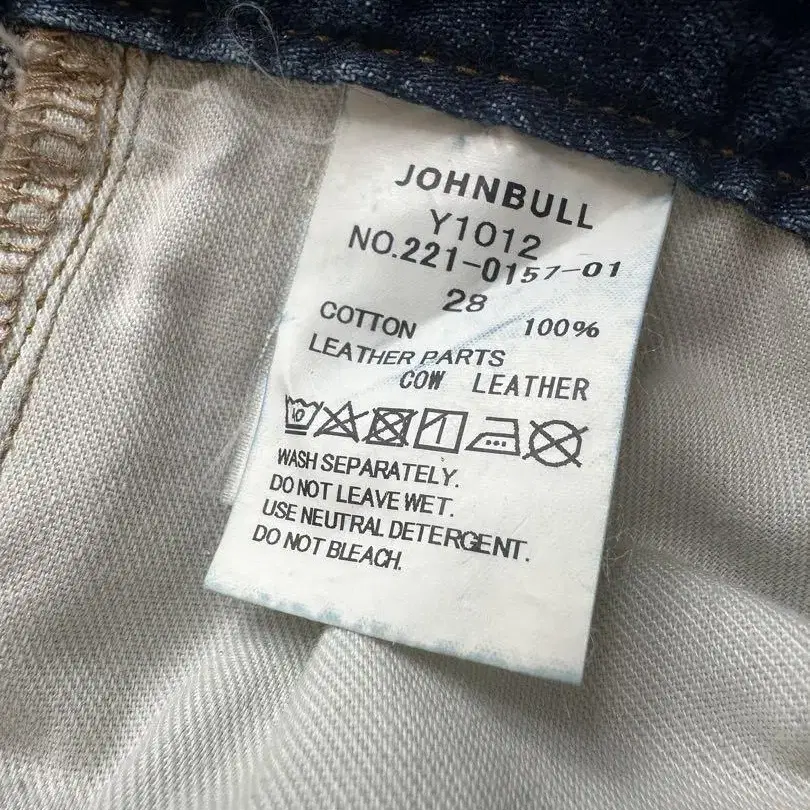 JOHNBULL
Y1012
NO.221-0157-01
28
COTTON 100%
LEATHER PARTS
COW LEATHER
40
WASH SEPARATELY.
DO NOT LEAVE WET.
USE NEUTRAL DETERGENT.
DO NOT BLEACH.